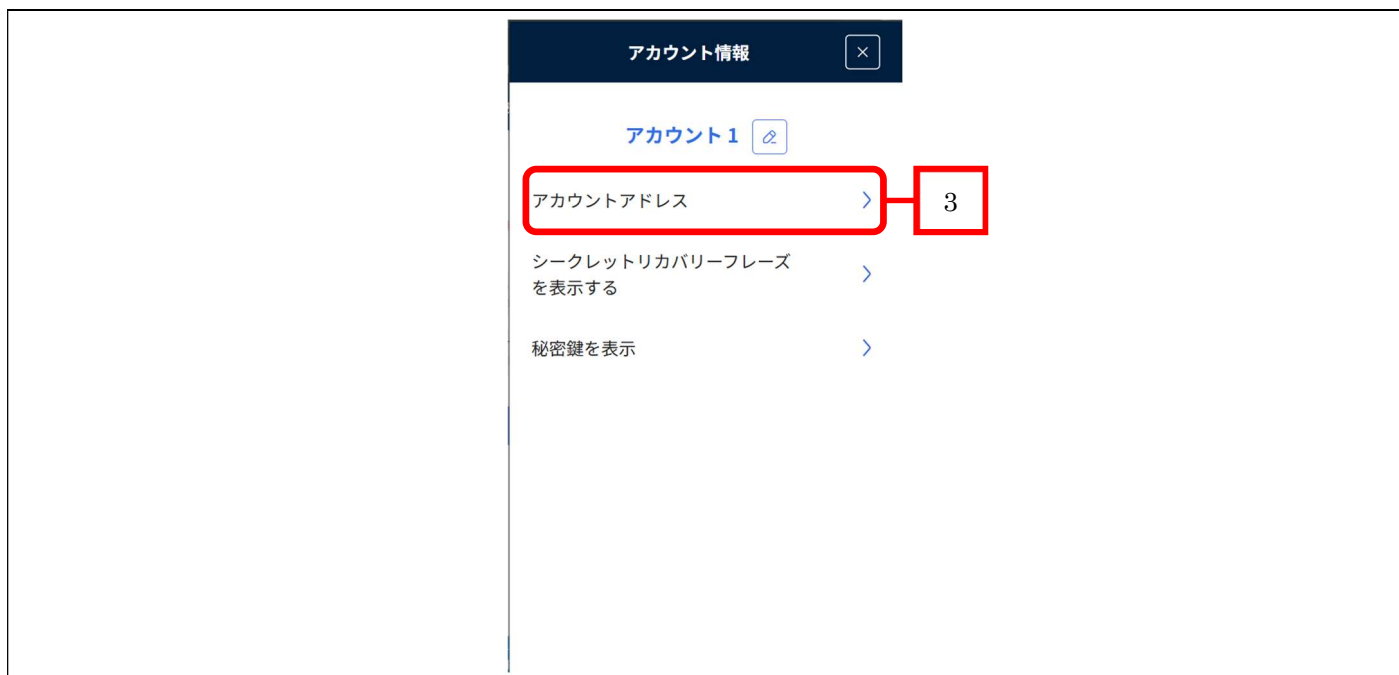 アカウント情報
アカウント 1
アカウントアドレス
3
シークレットリカバリーフレーズ
を表示する
秘密鍵を表示